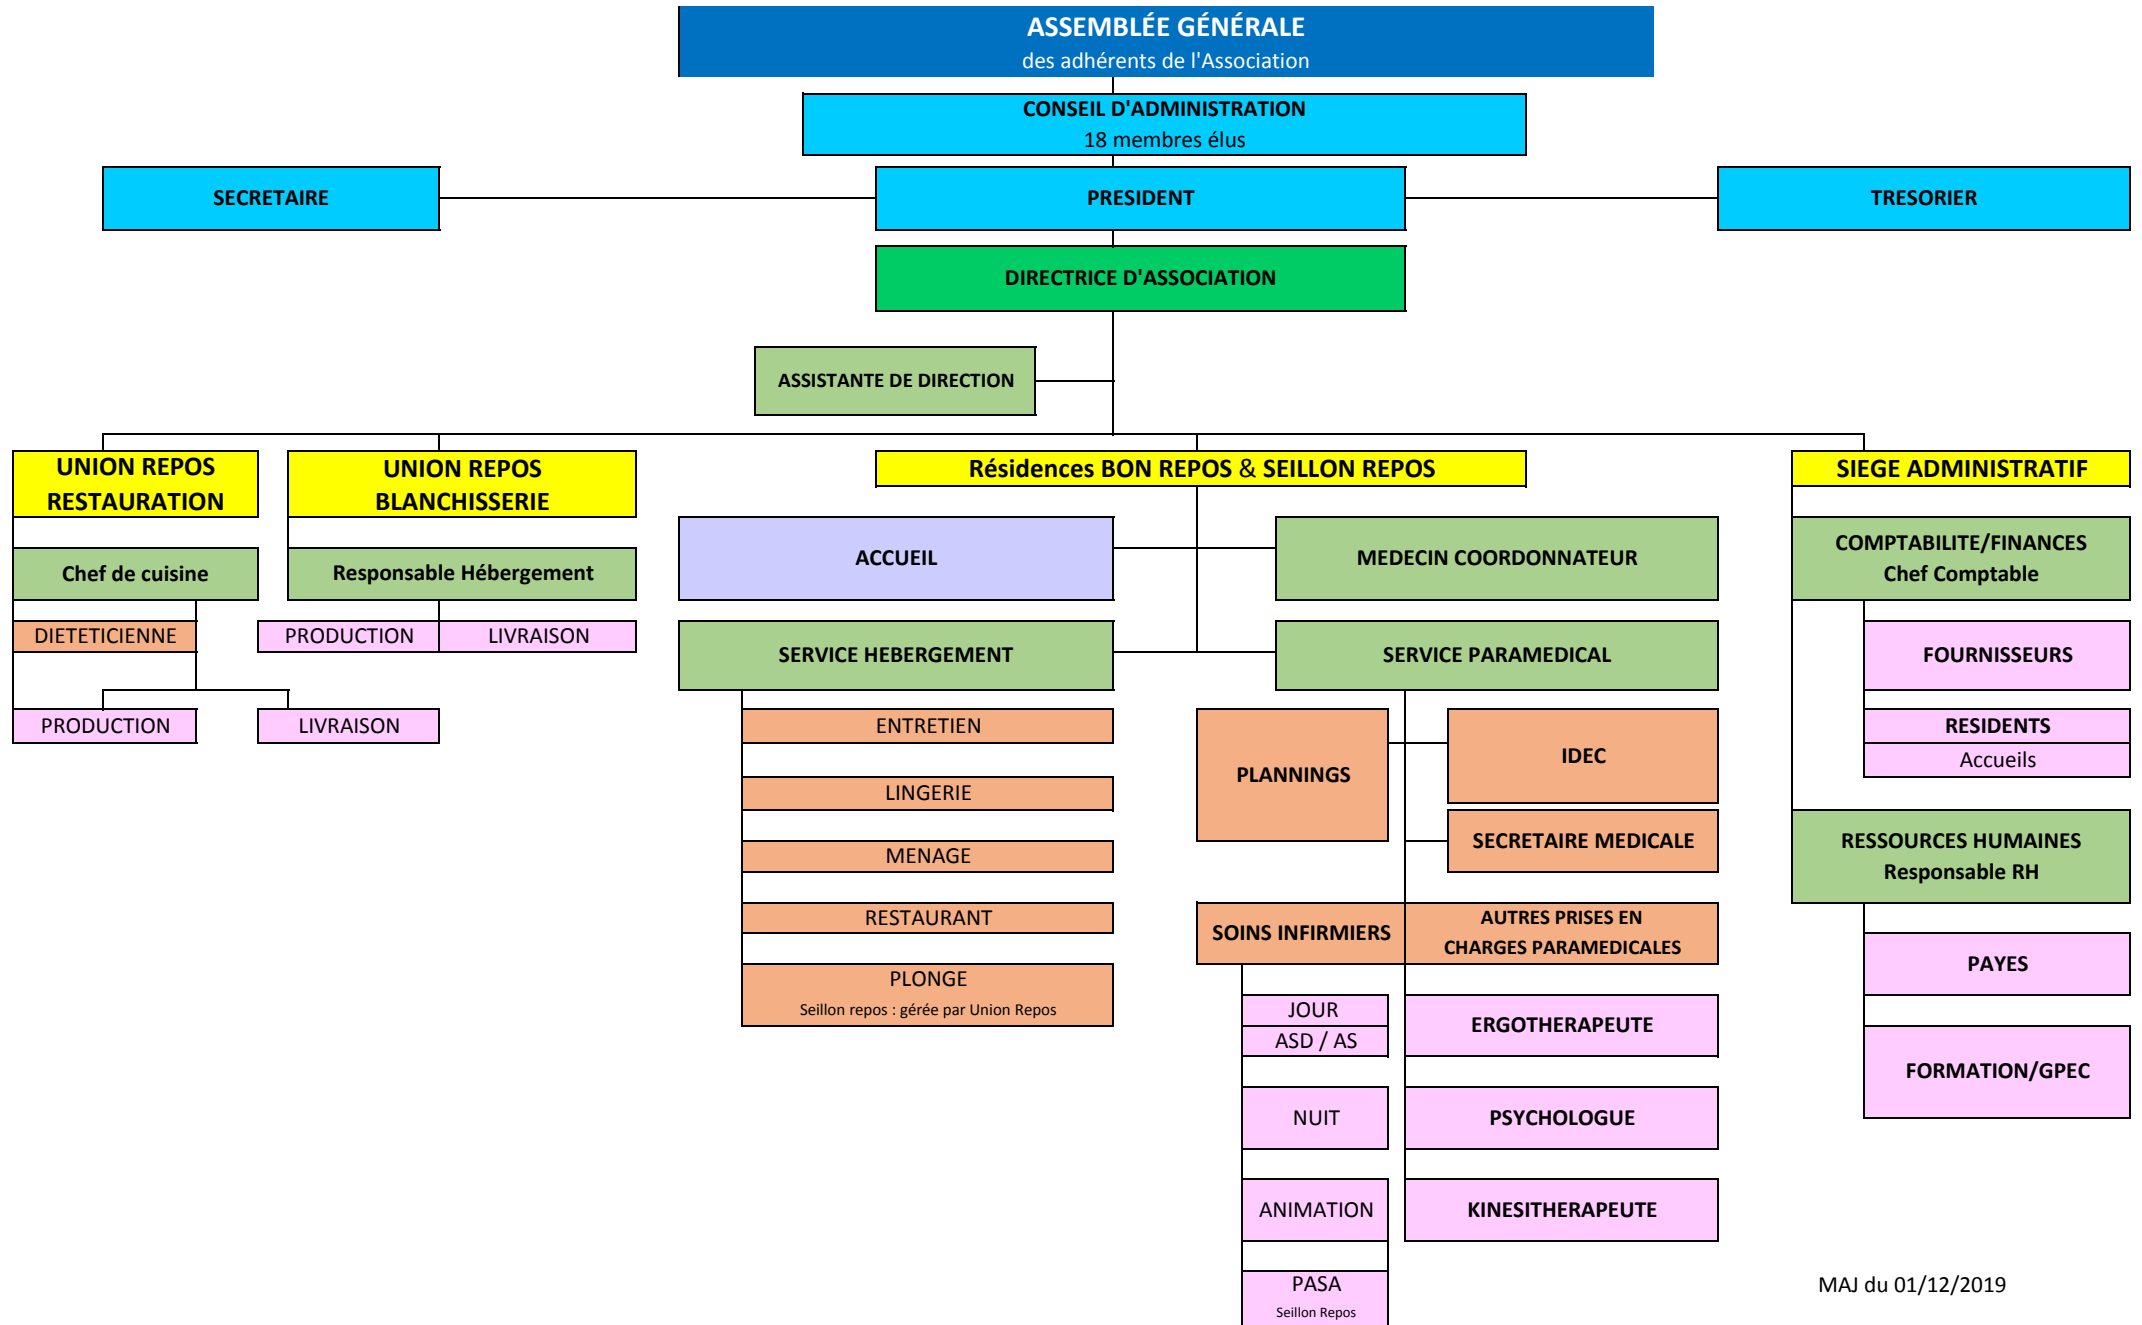 ASSEMBLÉE GÉNÉRALE
des adhérents de l'Association
CONSEIL D'ADMINISTRATION
18 membres élus
SECRETAIRE
PRESIDENT
TRESORIER
DIRECTRICE D'ASSOCIATION
ASSISTANTE DE DIRECTION
UNION REPOS
RESTAURATION
UNION REPOS
BLANCHISSERIE
Résidences BON REPOS & SEILLON REPOS
SIEGE ADMINISTRATIF
Chef de cuisine
Responsable Hébergement
ACCUEIL
MEDECIN COORDONNATEUR
COMPTABILITE/FINANCES
Chef Comptable
DIETETICIENNE
PRODUCTION
LIVRAISON
SERVICE HEBERGEMENT
SERVICE PARAMEDICAL
FOURNISSEURS
PRODUCTION
LIVRAISON
ENTRETIEN
LINGERIE
MENAGE
RESTAURANT
PLONGE
Seillon repos : gérée par Union Repos
PLANNINGS
IDEC
SECRETAIRE MEDICALE
RESIDENTS
Accueils
RESSOURCES HUMAINES
Responsable RH
SOINS INFIRMIERS
AUTRES PRISES EN
CHARGES PARAMEDICALES
PAYES
JOUR
ASD / AS
ERGOTHERAPEUTE
FORMATION/GPEC
NUIT
PSYCHOLOGUE
ANIMATION
KINESITHERAPEUTE
PASA
Seillon Repos
MAJ du 01/12/2019